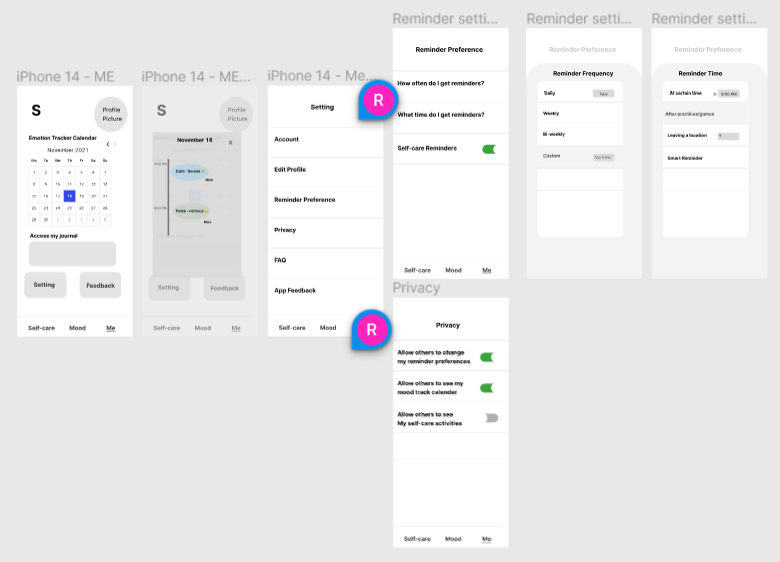 iPhone 14 - ME
S
Profile
Picture
Emotion Tracker Calendar
November 2021
Mo Tu We Th Fr Sa Su
1 2 3 4 5 6 7
8 9 10 11 12 13 14
15 16 17 18 19 20 21
22 23 24 25 26 27 28
29 30 1 2 3 4 5
Access my journal
Setting
Feedback
Self-care
Mood
Me
iPhone 14 - ME...
S
Profile
Picture
November 18
More
More
Setting
Feedback
Self-care
Mood
Me
iPhone 14 - Me...
Setting
Account
Edit Profile
Reminder Preference
Privacy
FAQ
App Feedback
Self-care
Mood
R
R
Reminder setti...
Reminder Preference
How often do I get reminders?
What time do I get reminders?
Self-care Reminders
Self-care
Mood
Me
Reminder setti...
Reminder Preference
Reminder Frequency
Daily
Weekly
Bi-weekly
Custom
Reminder setti...
Reminder Preference
Reminder Time
At certain time
9:00 AM
After practices/games
Leaving a location
Smart Reminder
Privacy
Privacy
Allow others to change
my reminder preferences
Allow others to see my
mood track calender
Allow others to see
My self-care activities
Self-care
Mood
Me